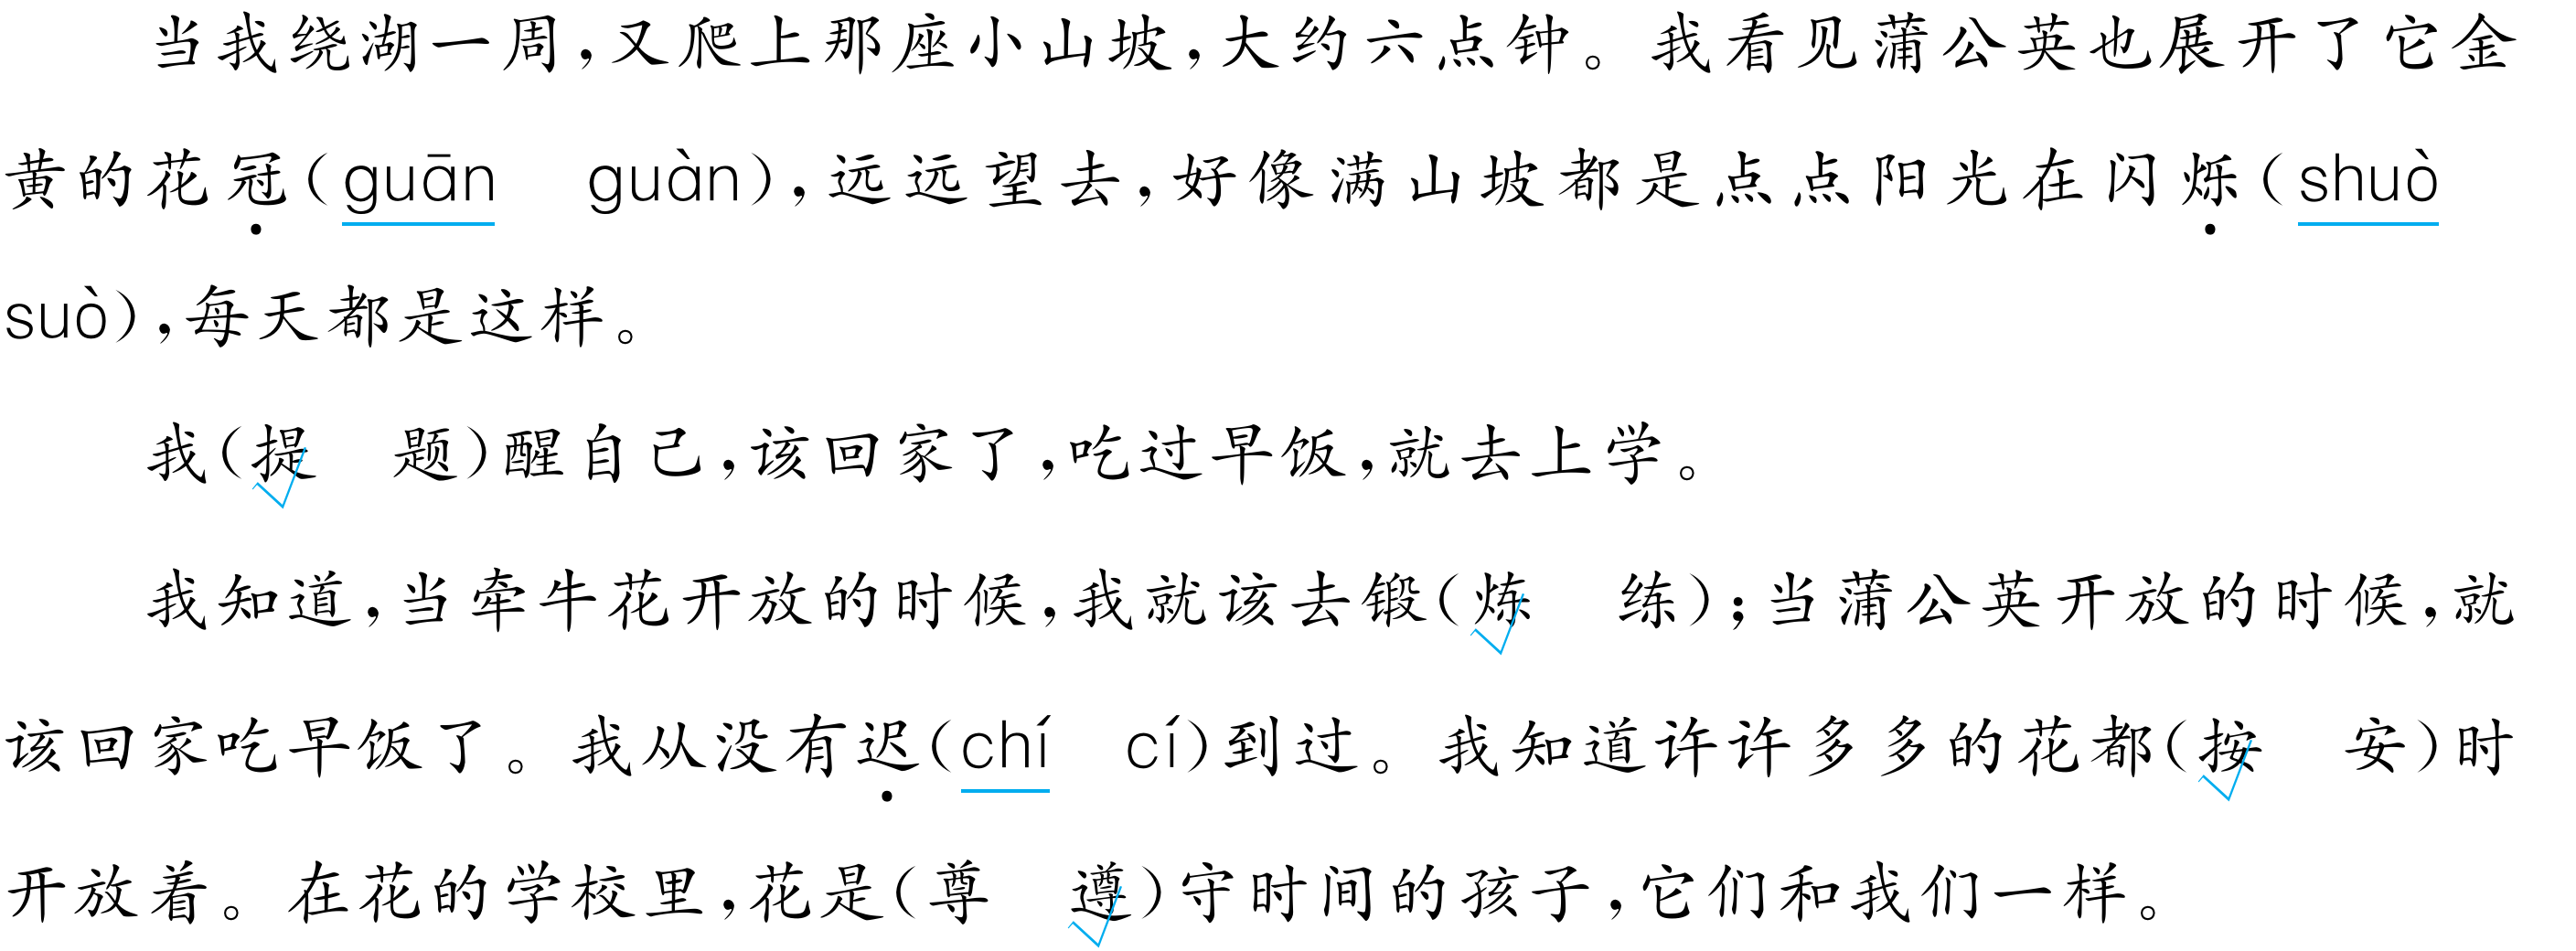 当我绕湖一周,又爬上那座小山坡,大约六点钟。我看见蒲公英也展开了它金
黄的花冠(guān guàn),远远望去,好像满山坡都是点点阳光在闪烁(shuò
suò),每天都是这样。
我(提 题)醒自己,该回家了,吃过早饭,就去上学。
我知道,当牵牛花开放的时候,我就该去锻(炼 练);当蒲公英开放的时候,就
该回家吃早饭了。我从没有迟(chí cí)到过。我知道许许多多的花都(按 安)时
开放着。在花的学校里,花是(尊 遵)守时间的孩子,它们和我们一样。